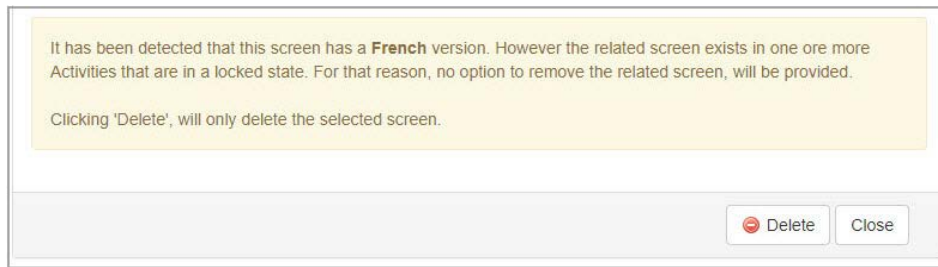 It has been detected that this screen has a French version. However the related screen exists in one ore more
Activities that are in a locked state. For that reason, no option to remove the related screen, will be provided.
Clicking 'Delete', will only delete the selected screen.
Delete Close